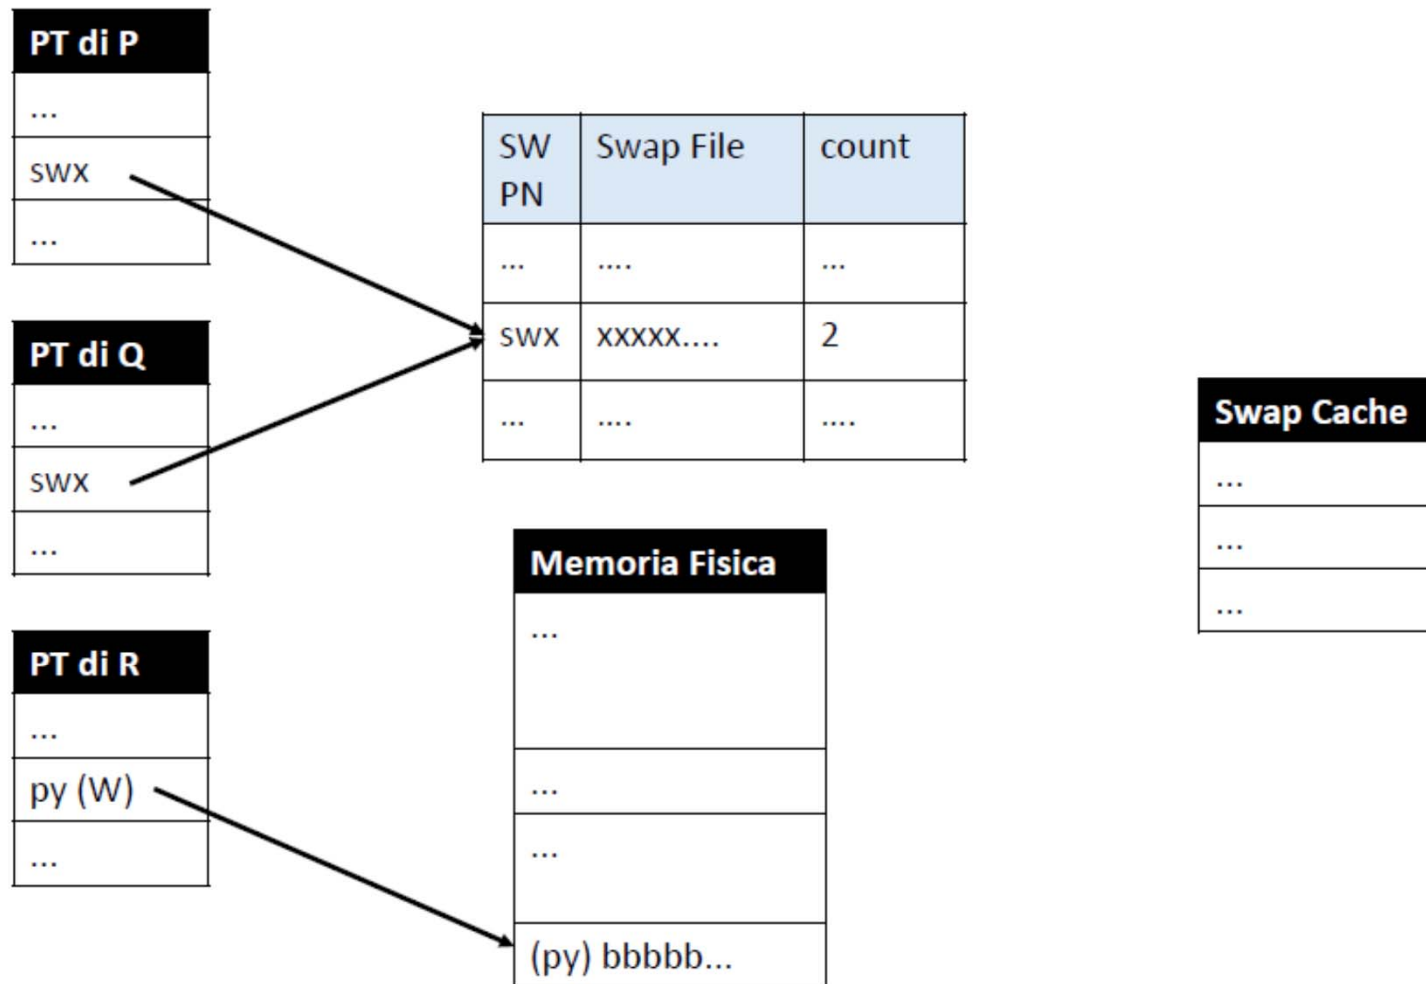 PT di P
...
swx
...
PT di Q
...
swx
...
PT di R
...
py (W)
...
SW PN Swap File count
... .... ...
swx xxxxx.... 2
... .... ....
Memoria Fisica
...
...
...
(py) bbbbb...
Swap Cache
...
...
...